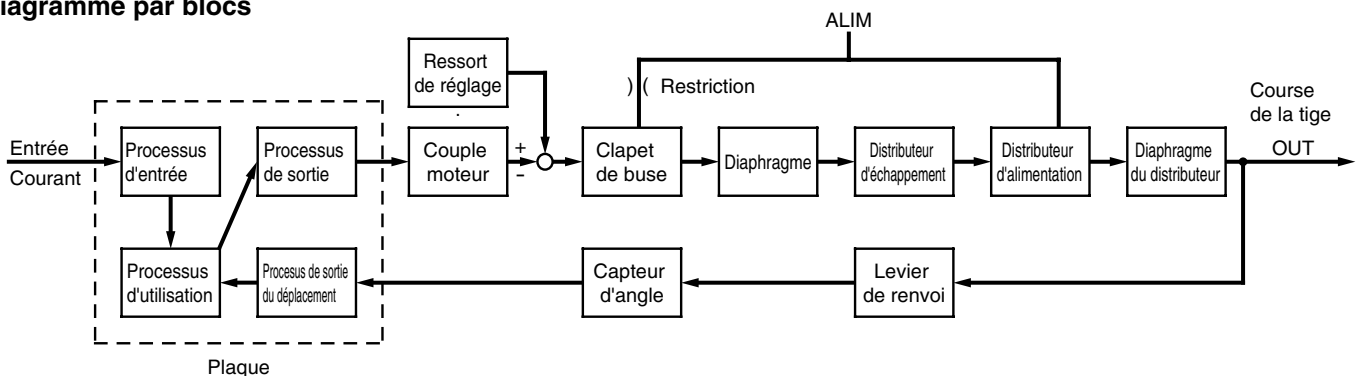 iagramme par blocs
ALIM
Ressort
de réglage
) ( Restriction
Course
de la tige
Entrée
Courant
Processus
d'entrée
Processus
de sortie
Couple
moteur
+
-
Clapet
de buse
Diaphragme
Distributeur
d'échappement
Distributeur
d'alimentation
Diaphragme
du distributeur
OUT
Processus
d'utilisation
Procesus de sortie
du déplacement
Capteur
d'angle
Levier
de renvoi
Plaque